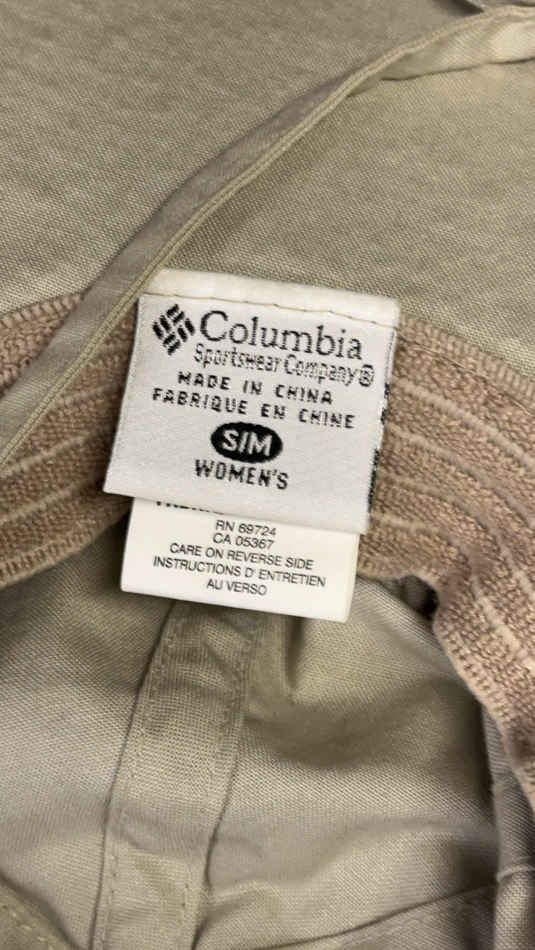 Columbia
Sportswear Company®
MADE IN CHINA
FABRIQUE EN CHINE
S/M
WOMEN'S
RN 69724
CA 05367
CARE ON REVERSE SIDE
INSTRUCTIONS D' ENTRETIEN
AU VERSO